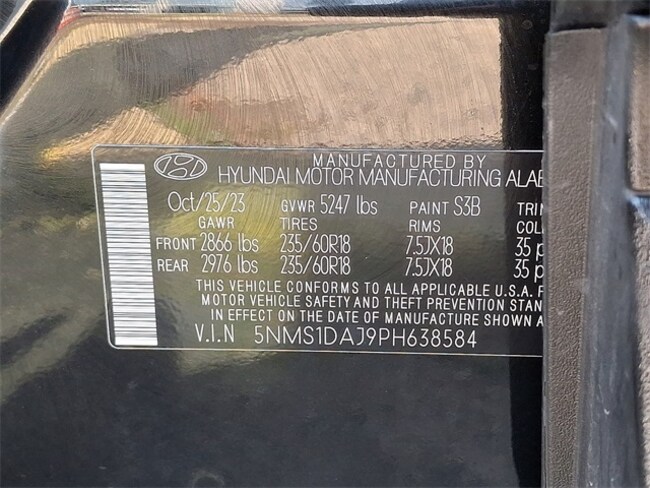 MANUFACTURED BY
HYUNDAI MOTOR MANUFACTURING ALAB
Oct/25/23 GVWR 5247 lbs PAINT S3B TRI
GAWR TIRES RIMS COL
FRONT 2866 lbs 235/60R18 7.5JX18 35 p
REAR 2976 lbs 235/60R18 7.5JX18 35 p
THIS VEHICLE CONFORMS TO ALL APPLICABLE U.S.A. F
MOTOR VEHICLE SAFETY AND THEFT PREVENTION STAN
IN EFFECT ON THE DATE OF MANUFACTURE SHOWN A
V.I.N 5NMS1DAJ9PH638584